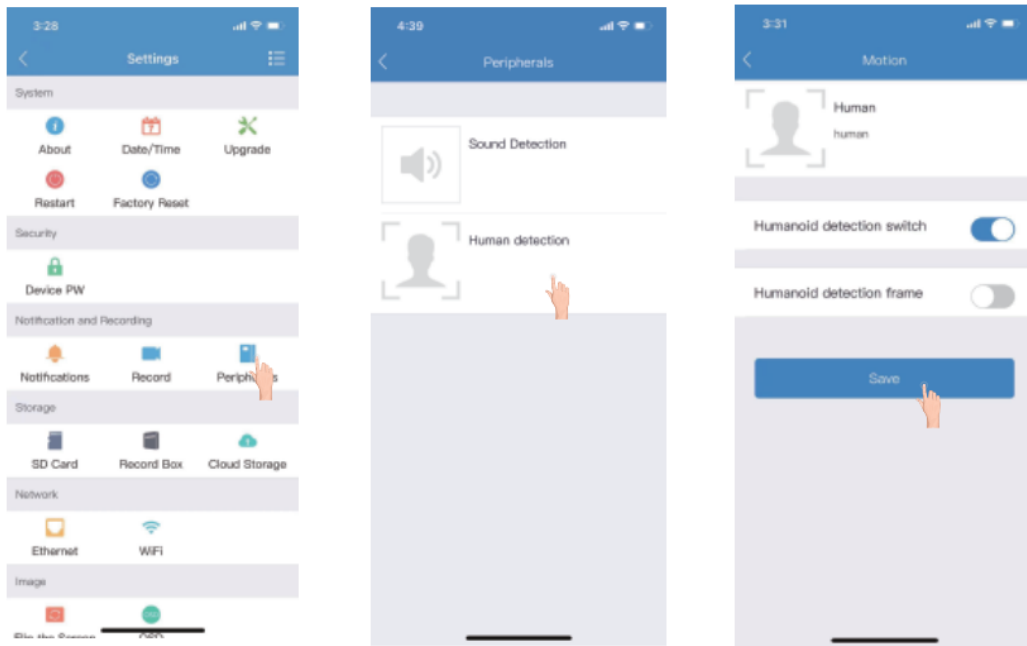 3:28
Settings
System
About
Date/Time
Upgrade
Restart
Factory Reset
Security
Device PW
Notification and Recording
Notifications
Record
Storage
SD Card
Record Box
Cloud Storage
Network
Ethernet
WiFi
Image
4:39
Peripherals
Sound Detection
Human detection
3:31
Motion
Human
human
Humanoid detection switch
Humanoid detection frame
Save